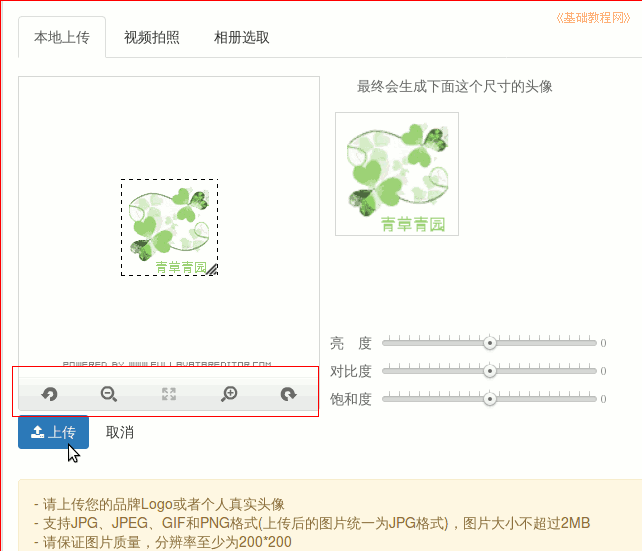 《基础教程网》
本地上传 视频拍照 相册选取
最终会生成下面这个尺寸的头像
青草青园
青草青园
POWERED BY WWW.FULLAVATAREDITOR.COM
亮 度 0
对比度 0
饱和度 0
上传 取消
- 请上传您的品牌Logo或者个人真实头像
- 支持JPG、JPEG、GIF和PNG格式(上传后的图片统一为JPG格式)，图片大小不超过2MB
- 请保证图片质量，分辨率至少为200*200